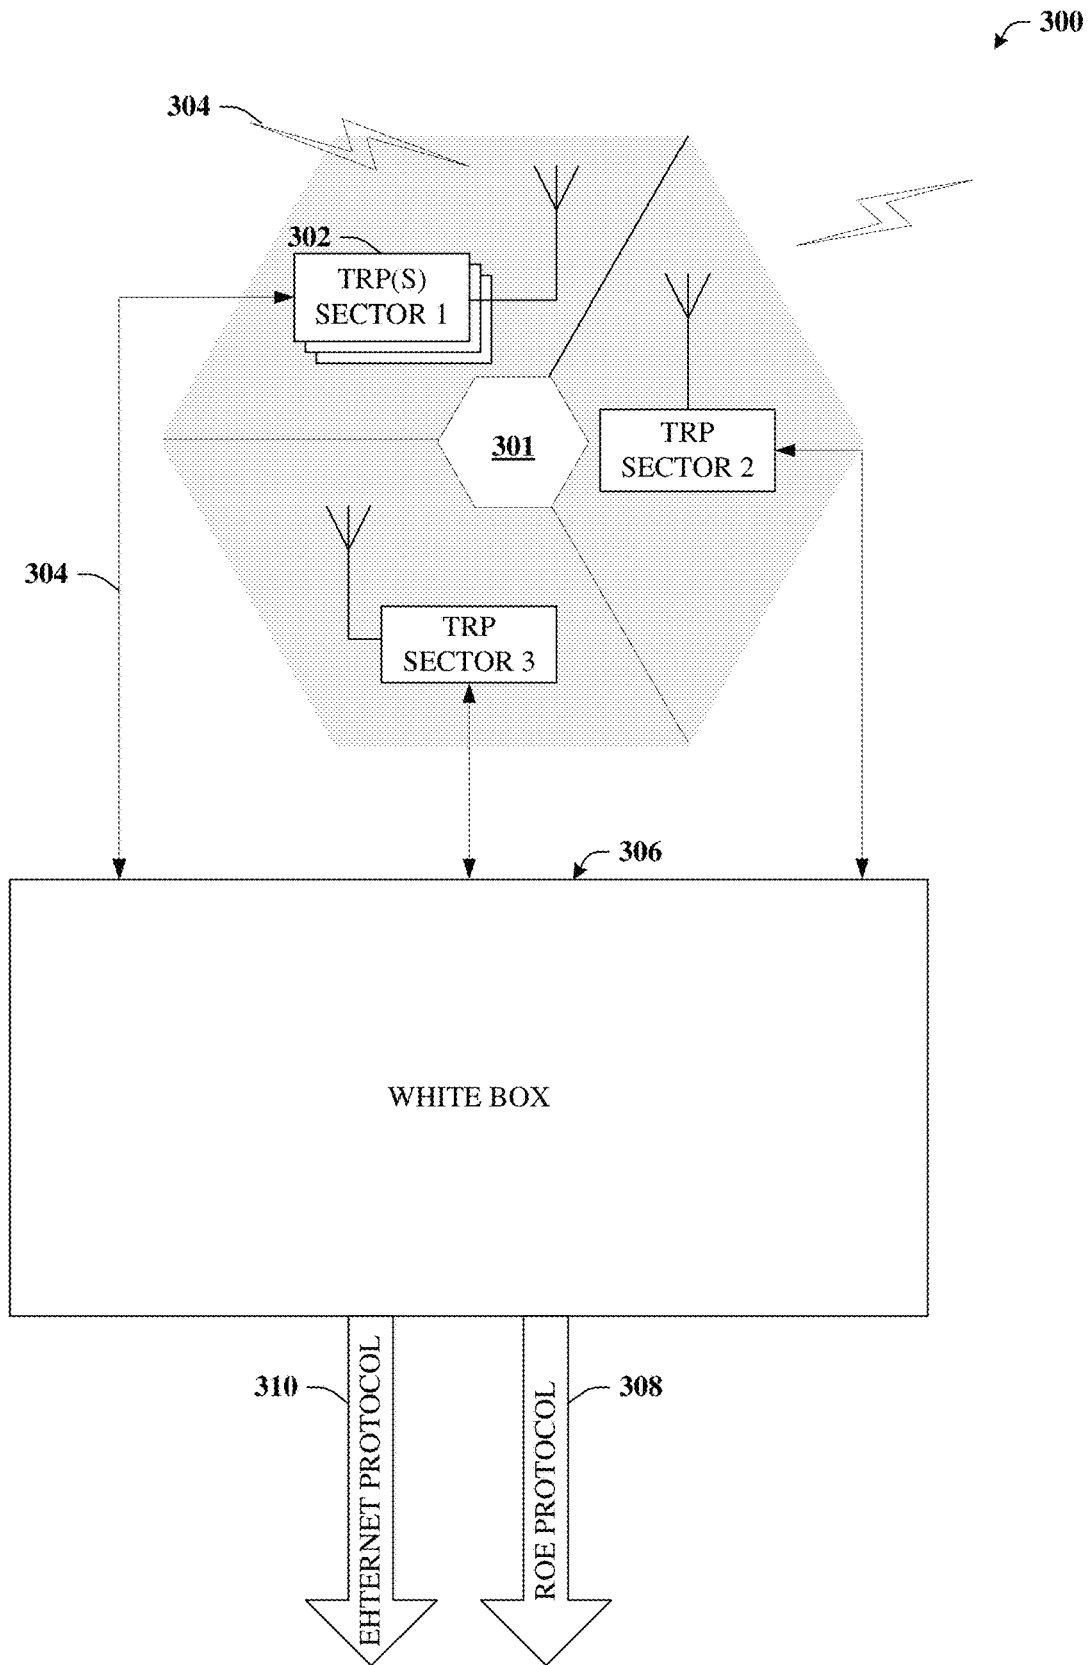 300
304
302
TRP(S)
SECTOR 1
301
TRP
SECTOR 2
304
TRP
SECTOR 3
306
WHITE BOX
310
EHTERNET PROTOCOL
ROE PROTOCOL
308